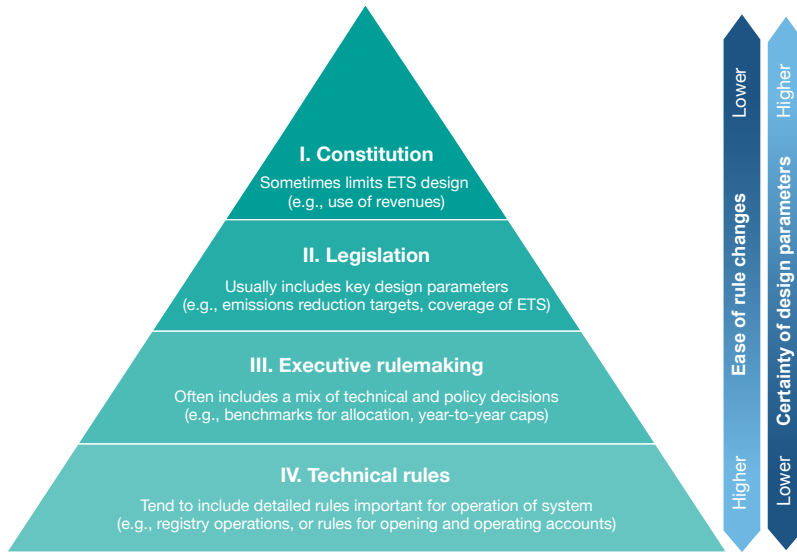 I. Constitution
Sometimes limits ETS design
(e.g., use of revenues)
II. Legislation
Usually includes key design parameters
(e.g., emissions reduction targets, coverage of ETS)
III. Executive rulemaking
Often includes a mix of technical and policy decisions
(e.g., benchmarks for allocation, year-to-year caps)
IV. Technical rules
Tend to include detailed rules important for operation of system
(e.g., registry operations, or rules for opening and operating accounts)
Lower
Ease of rule changes
Higher
Higher
Certainty of design parameters
Lower